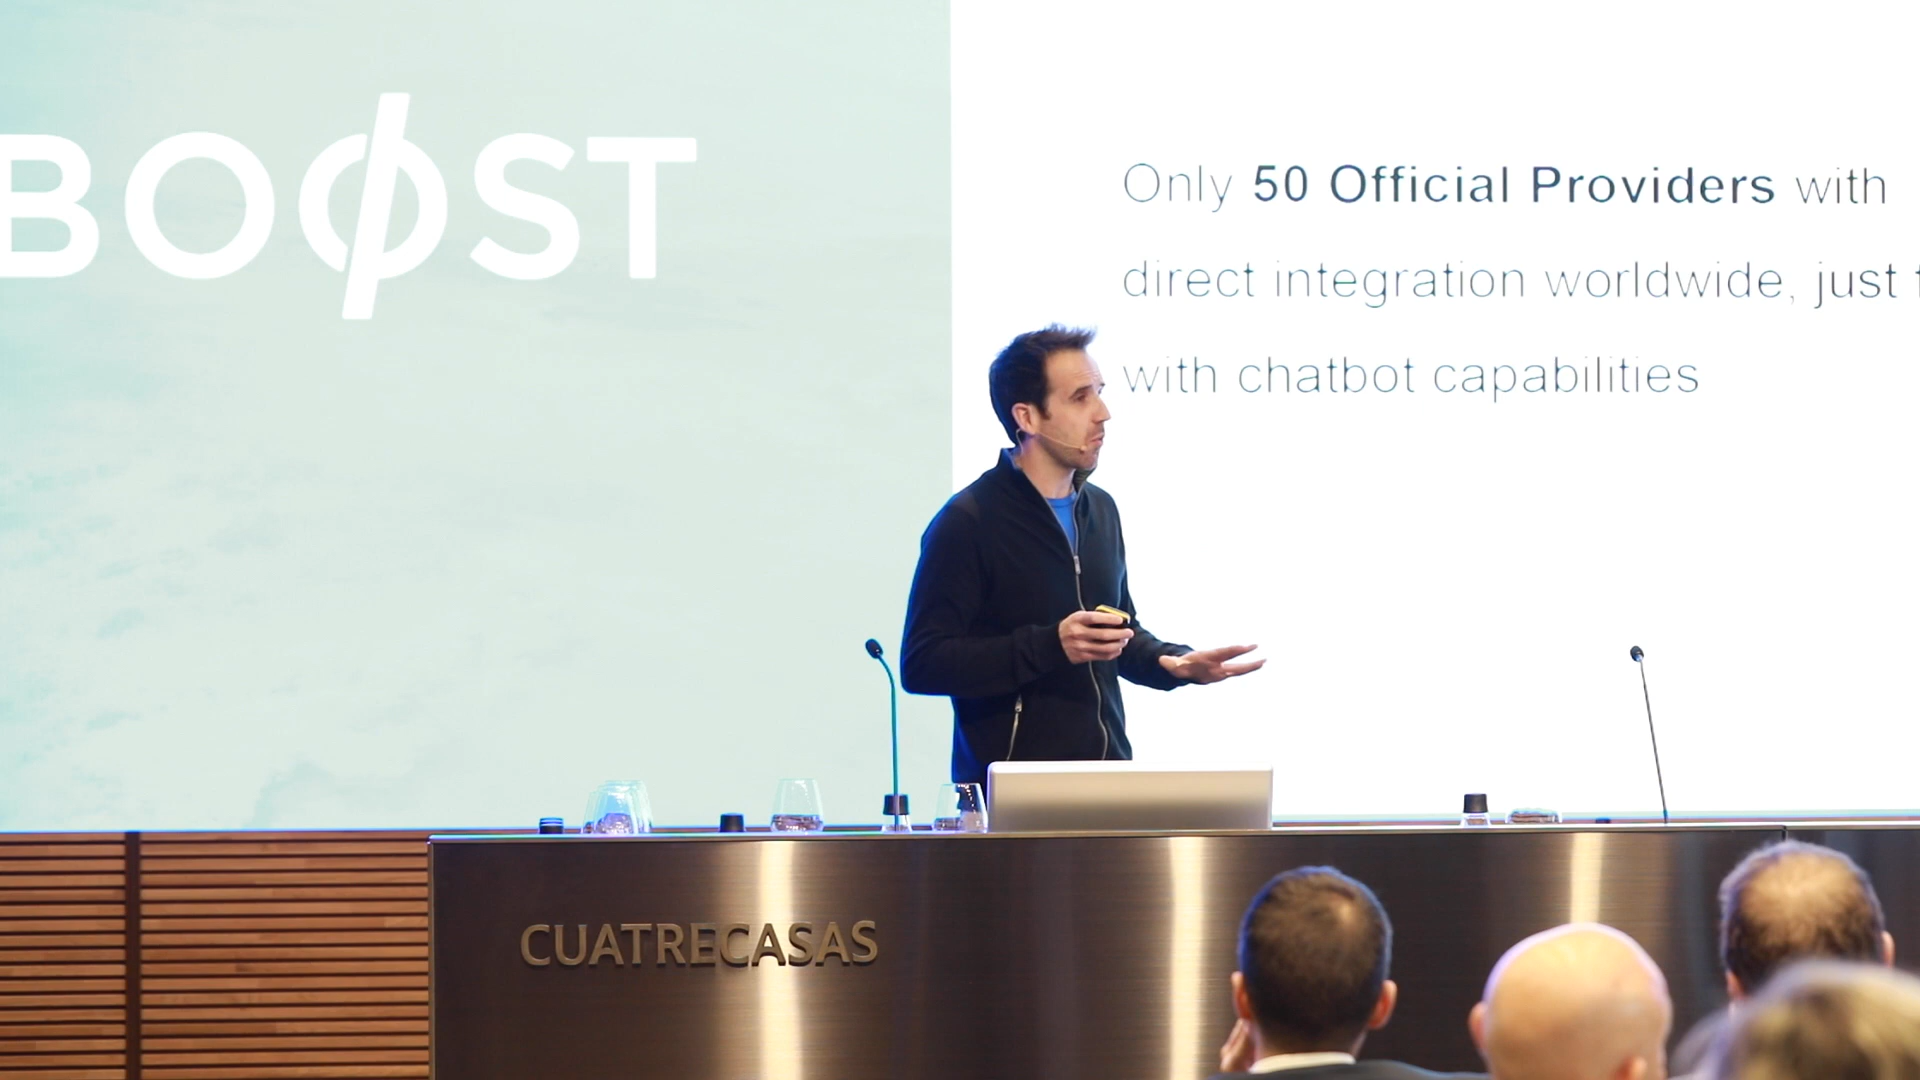 BOØST
Only 50 Official Providers with
direct integration worldwide, just
with chatbot capabilities
CUATRECASAS